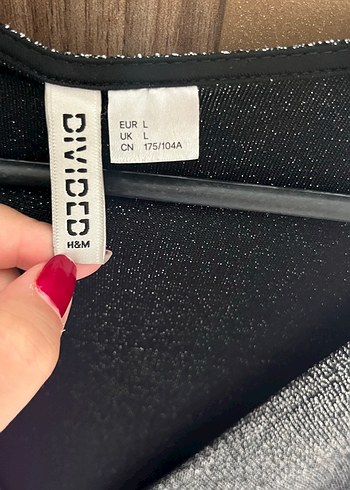 DIVIDED
H&M
EUR L
UK L
CN 175/104A